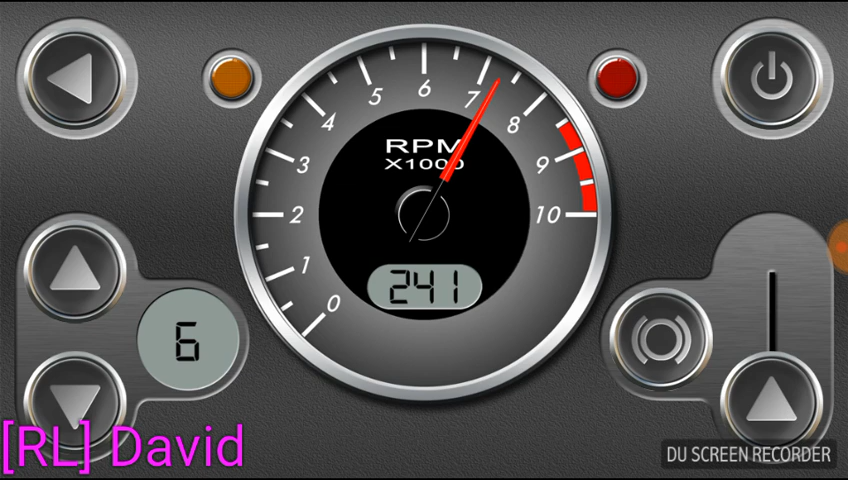 5 6 7
4 8
RPM
X1000
3 9
2 10
1
241
0
6
[RL] David
DU SCREEN RECORDER